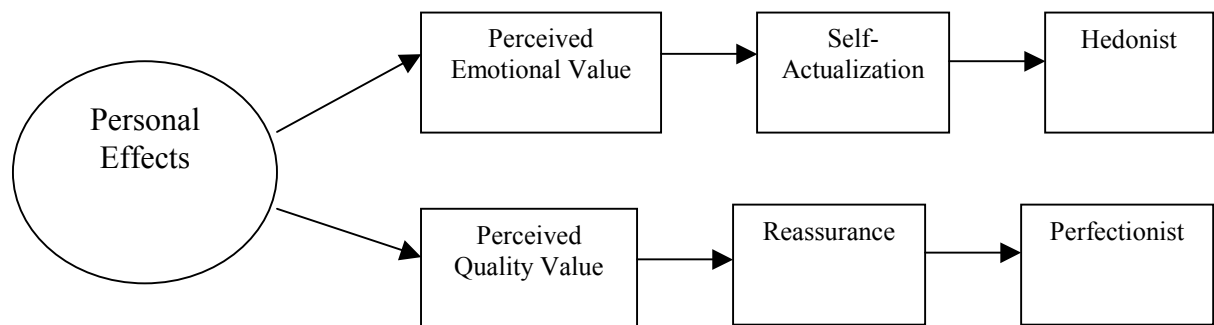 Personal
Effects
Perceived
Emotional Value
Self-
Actualization
Hedonist
Perceived
Quality Value
Reassurance
Perfectionist